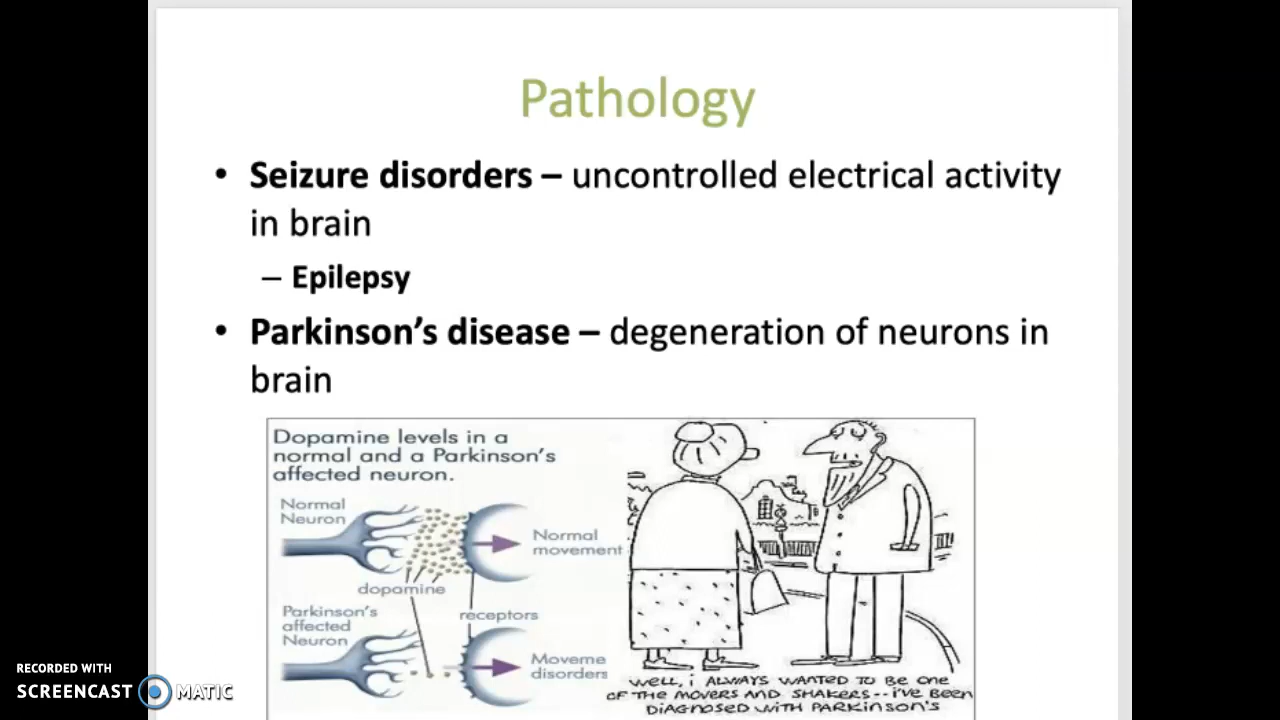 Pathology
• Seizure disorders – uncontrolled electrical activity
in brain
– Epilepsy
• Parkinson's disease – degeneration of neurons in
brain
Dopamine levels in a
normal and a Parkinson's
affected neuron.
Normal
Neuron
Normal
movement
dopamine
receptors
Parkinson's
affected
Neuron
Moveme
disorders
WELL, i ALWAYS WANTED TO BE ONE
OF THE MOVERS AND SHAKERS -- i'VE BEEN
DIAGNOSED WITH PARKINSON'S
RECORDED WITH
SCREENCAST MATIC